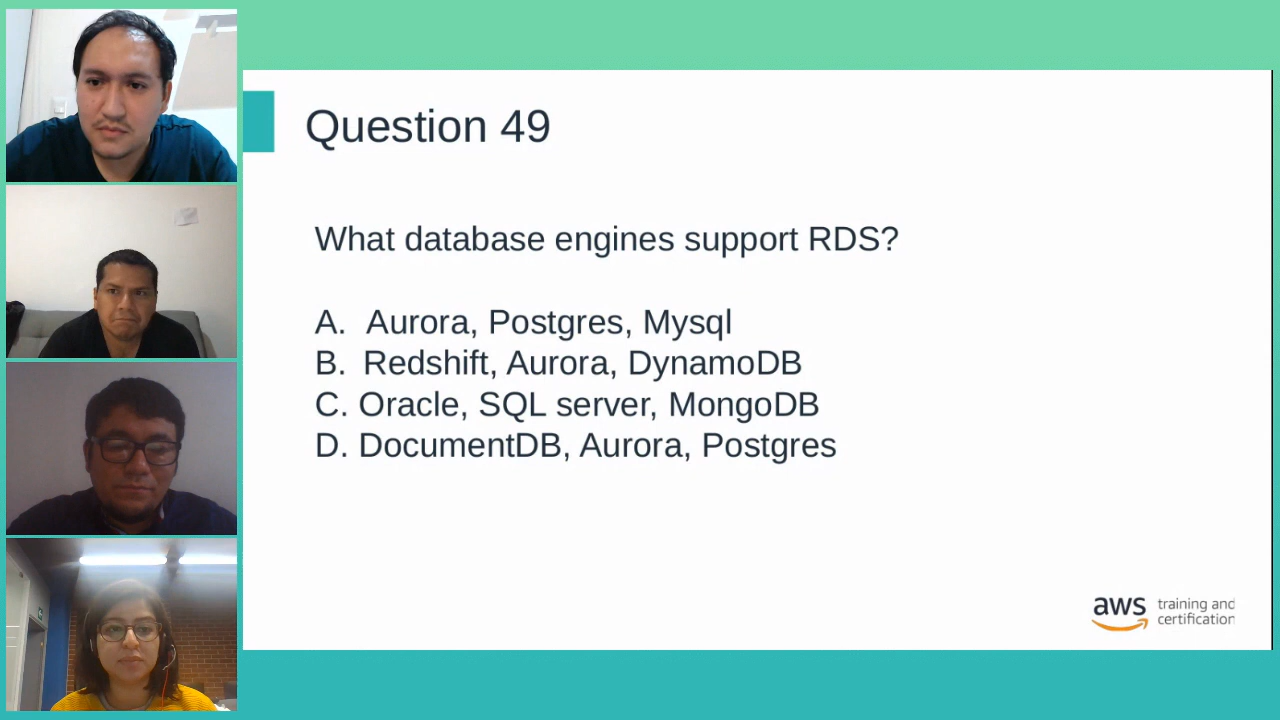 Question 49
What database engines support RDS?
A. Aurora, Postgres, Mysql
B. Redshift, Aurora, DynamoDB
C. Oracle, SQL server, MongoDB
D. DocumentDB, Aurora, Postgres
aws training and
certification